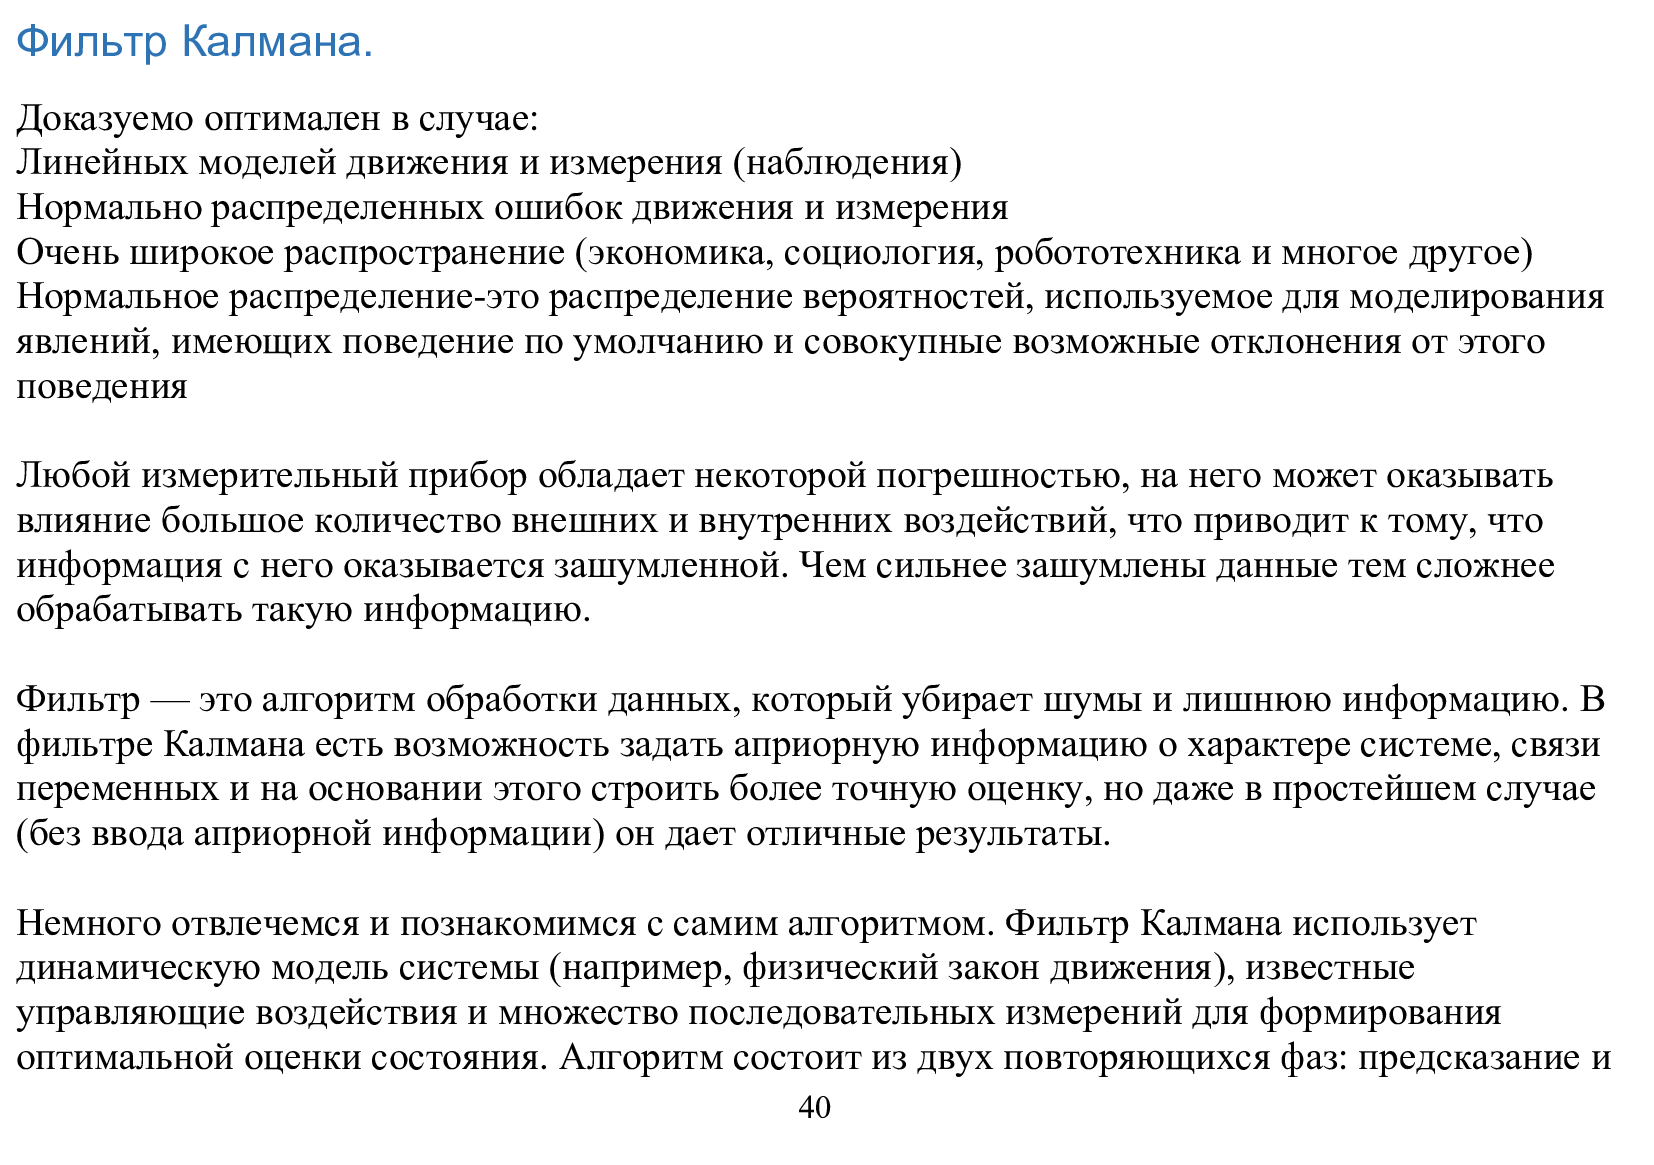 Фильтр Калмана.
Доказуемо оптимален в случае:
Линейных моделей движения и измерения (наблюдения)
Нормально распределенных ошибок движения и измерения
Очень широкое распространение (экономика, социология, робототехника и многое другое)
Нормальное распределение-это распределение вероятностей, используемое для моделирования
явлений, имеющих поведение по умолчанию и совокупные возможные отклонения от этого
поведения
Любой измерительный прибор обладает некоторой погрешностью, на него может оказывать
влияние большое количество внешних и внутренних воздействий, что приводит к тому, что
информация с него оказывается зашумленной. Чем сильнее зашумлены данные тем сложнее
обрабатывать такую информацию.
Фильтр — это алгоритм обработки данных, который убирает шумы и лишнюю информацию. В
фильтре Калмана есть возможность задать априорную информацию о характере системе, связи
переменных и на основании этого строить более точную оценку, но даже в простейшем случае
(без ввода априорной информации) он дает отличные результаты.
Немного отвлечемся и познакомимся с самим алгоритмом. Фильтр Калмана использует
динамическую модель системы (например, физический закон движения), известные
управляющие воздействия и множество последовательных измерений для формирования
оптимальной оценки состояния. Алгоритм состоит из двух повторяющихся фаз: предсказание и
40